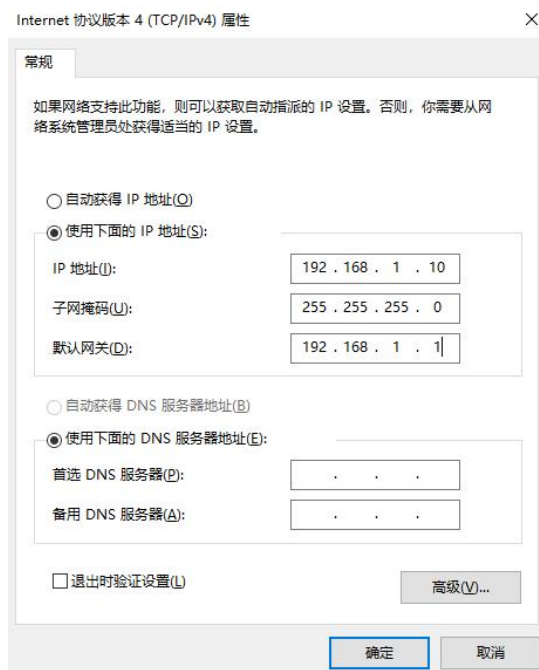 Internet 协议版本 4 (TCP/IPv4) 属性
常规
如果网络支持此功能，则可以获取自动指派的 IP 设置。否则，你需要从网
络系统管理员处获得适当的 IP 设置。
自动获得 IP 地址(O)
使用下面的 IP 地址(S):
IP 地址(I): 192 . 168 . 1 . 10
子网掩码(U): 255 . 255 . 255 . 0
默认网关(D): 192 . 168 . 1 . 1
自动获得 DNS 服务器地址(B)
使用下面的 DNS 服务器地址(E):
首选 DNS 服务器(P): . . .
备用 DNS 服务器(A): . . .
退出时验证设置(L)
高级(V)...
确定 取消